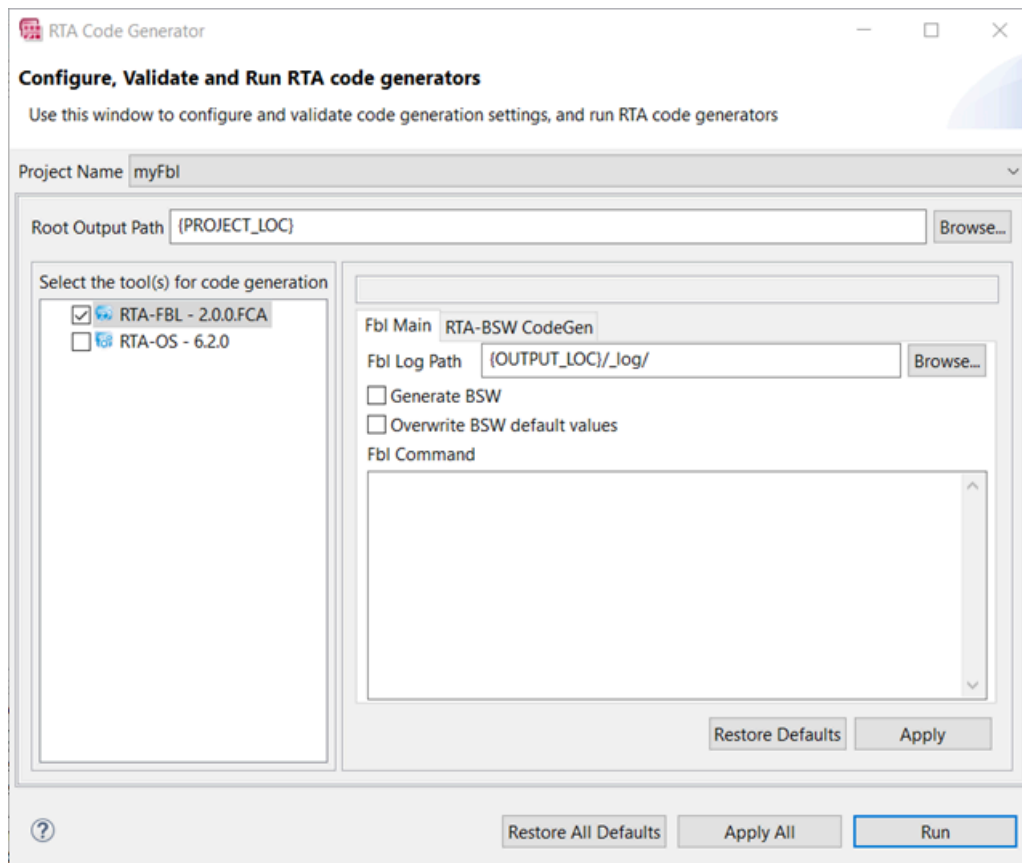 RTA Code Generator
Configure, Validate and Run RTA code generators
Use this window to configure and validate code generation settings, and run RTA code generators
Project Name myFbl
Root Output Path {PROJECT_LOC} Browse...
Select the tool(s) for code generation
RTA-FBL - 2.0.0.FCA
RTA-OS - 6.2.0
Fbl Main RTA-BSW CodeGen
Fbl Log Path {OUTPUT_LOC}/_log/ Browse...
Generate BSW
Overwrite BSW default values
Fbl Command
Restore Defaults Apply
? Restore All Defaults Apply All Run